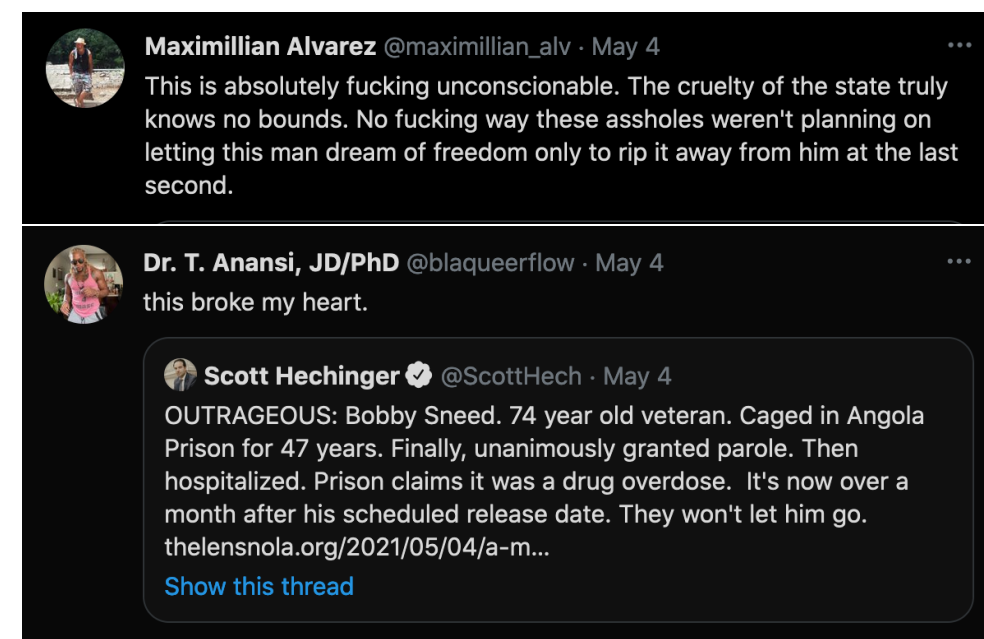 Maximillian Alvarez @maximillian_alv · May 4
This is absolutely fucking unconscionable. The cruelty of the state truly
knows no bounds. No fucking way these assholes weren't planning on
letting this man dream of freedom only to rip it away from him at the last
second.
Dr. T. Anansi, JD/PhD @blaqueerflow · May 4
this broke my heart.
Scott Hechinger @ScottHech · May 4
OUTRAGEOUS: Bobby Sneed. 74 year old veteran. Caged in Angola
Prison for 47 years. Finally, unanimously granted parole. Then
hospitalized. Prison claims it was a drug overdose.  It's now over a
month after his scheduled release date. They won't let him go.
thelensnola.org/2021/05/04/a-m...
Show this thread